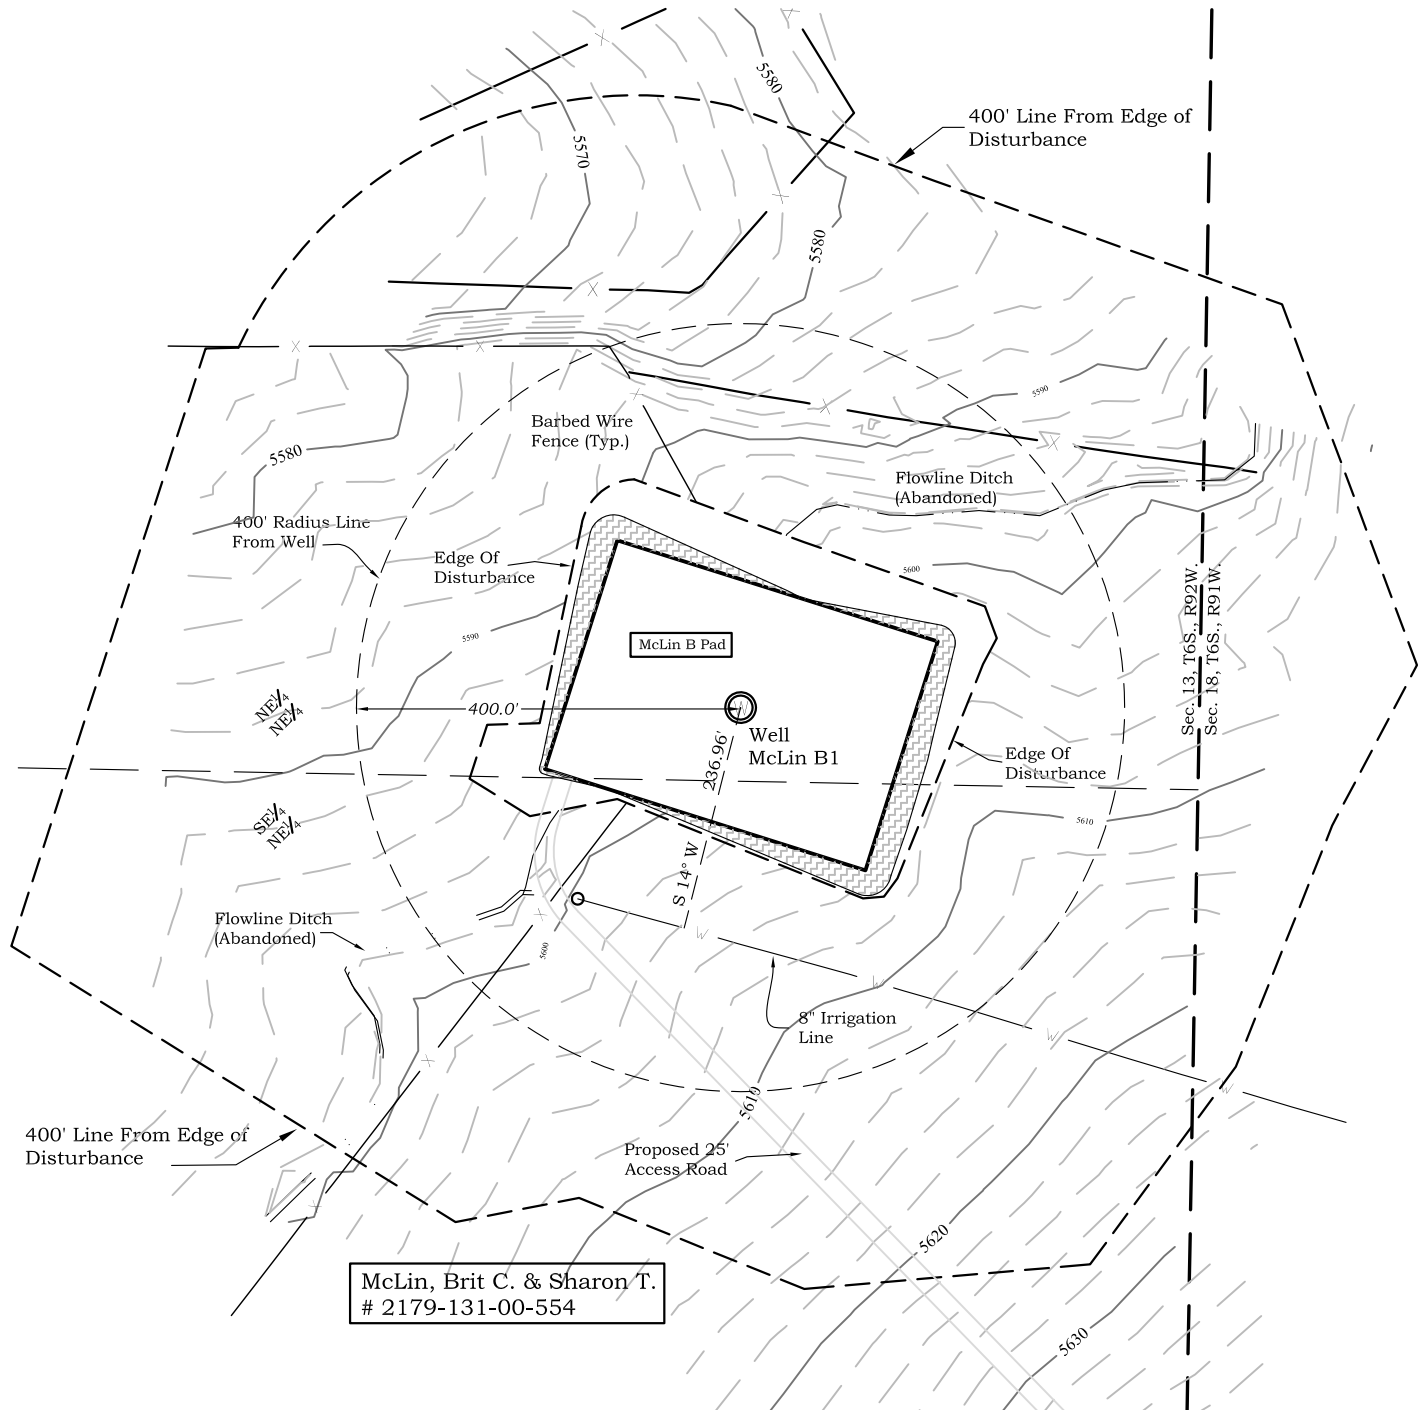 5580
400' Line From Edge of
Disturbance
5570
5580
5590
Barbed Wire
Fence (Typ.)
5580
Flowline Ditch
(Abandoned)
400' Radius Line
From Well
Edge Of
Disturbance
5600
Sec. 13, T6S., R92W.
Sec. 18, T6S., R91W.
5590
McLin B Pad
NE¼
NE¼
400.0'
W
Well
McLin B1
236.96'
Edge Of
Disturbance
SE¼
NE¼
5610
S 14° W
Flowline Ditch
(Abandoned)
5600
W
W
8" Irrigation
Line
W
W
5610
400' Line From Edge of
Disturbance
Proposed 25'
Access Road
5620
McLin, Brit C. & Sharon T.
# 2179-131-00-554
5630